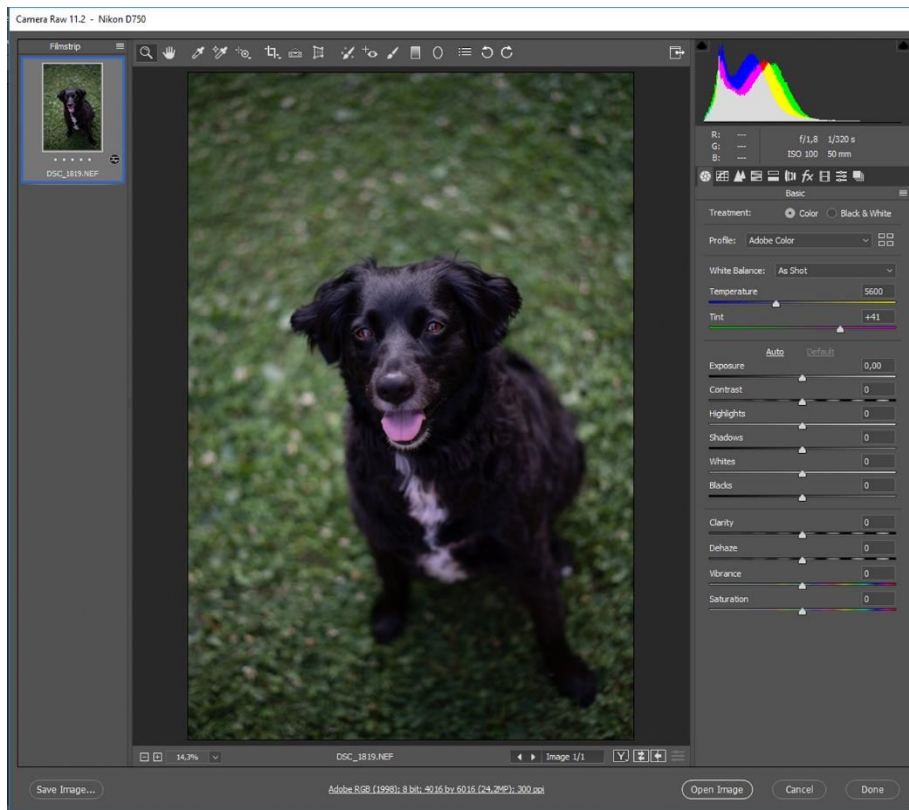 Camera Raw 11.2 - Nikon D750
Filmstrip
DSC_1819.NEF
R: ---
G: ---
B: ---
f/1,8 1/320 s
ISO 100 50 mm
fx
Basic
Treatment: Color Black & White
Profile: Adobe Color
White Balance: As Shot
Temperature 5600
Tint +41
Auto Default
Exposure 0,00
Contrast 0
Highlights 0
Shadows 0
Whites 0
Blacks 0
Clarity 0
Dehaze 0
Vibrance 0
Saturation 0
14,3% DSC_1819.NEF Image 1/1 Y
Save Image... Adobe RGB (1998); 8 bit; 4016 by 6016 (24,2MP); 300 ppi Open Image Cancel Done